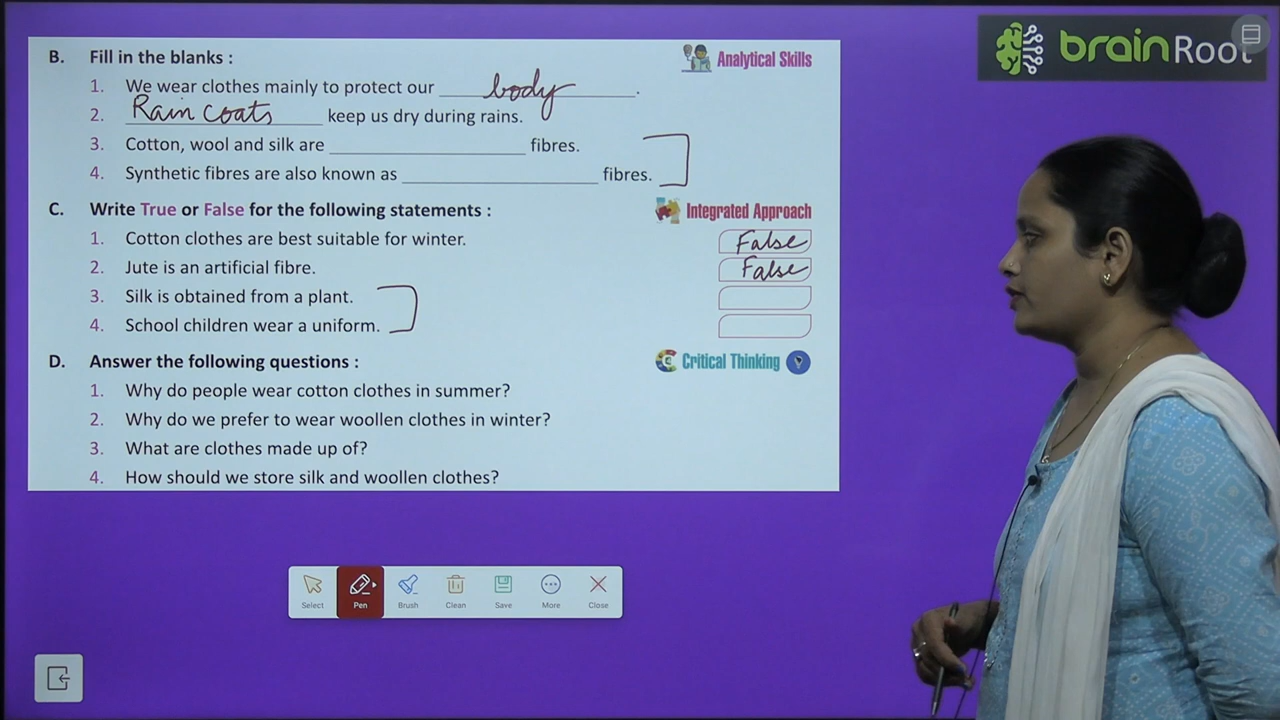 brainRoot
B. Fill in the blanks : Analytical Skills
1. We wear clothes mainly to protect our body.
2. Rain coats keep us dry during rains.
3. Cotton, wool and silk are ____________ fibres.
4. Synthetic fibres are also known as ____________ fibres.
C. Write True or False for the following statements : Integrated Approach
1. Cotton clothes are best suitable for winter. False
2. Jute is an artificial fibre. False
3. Silk is obtained from a plant.
4. School children wear a uniform.
D. Answer the following questions : Critical Thinking
1. Why do people wear cotton clothes in summer?
2. Why do we prefer to wear woollen clothes in winter?
3. What are clothes made up of?
4. How should we store silk and woollen clothes?
Select Pen Brush Clean Save More Close